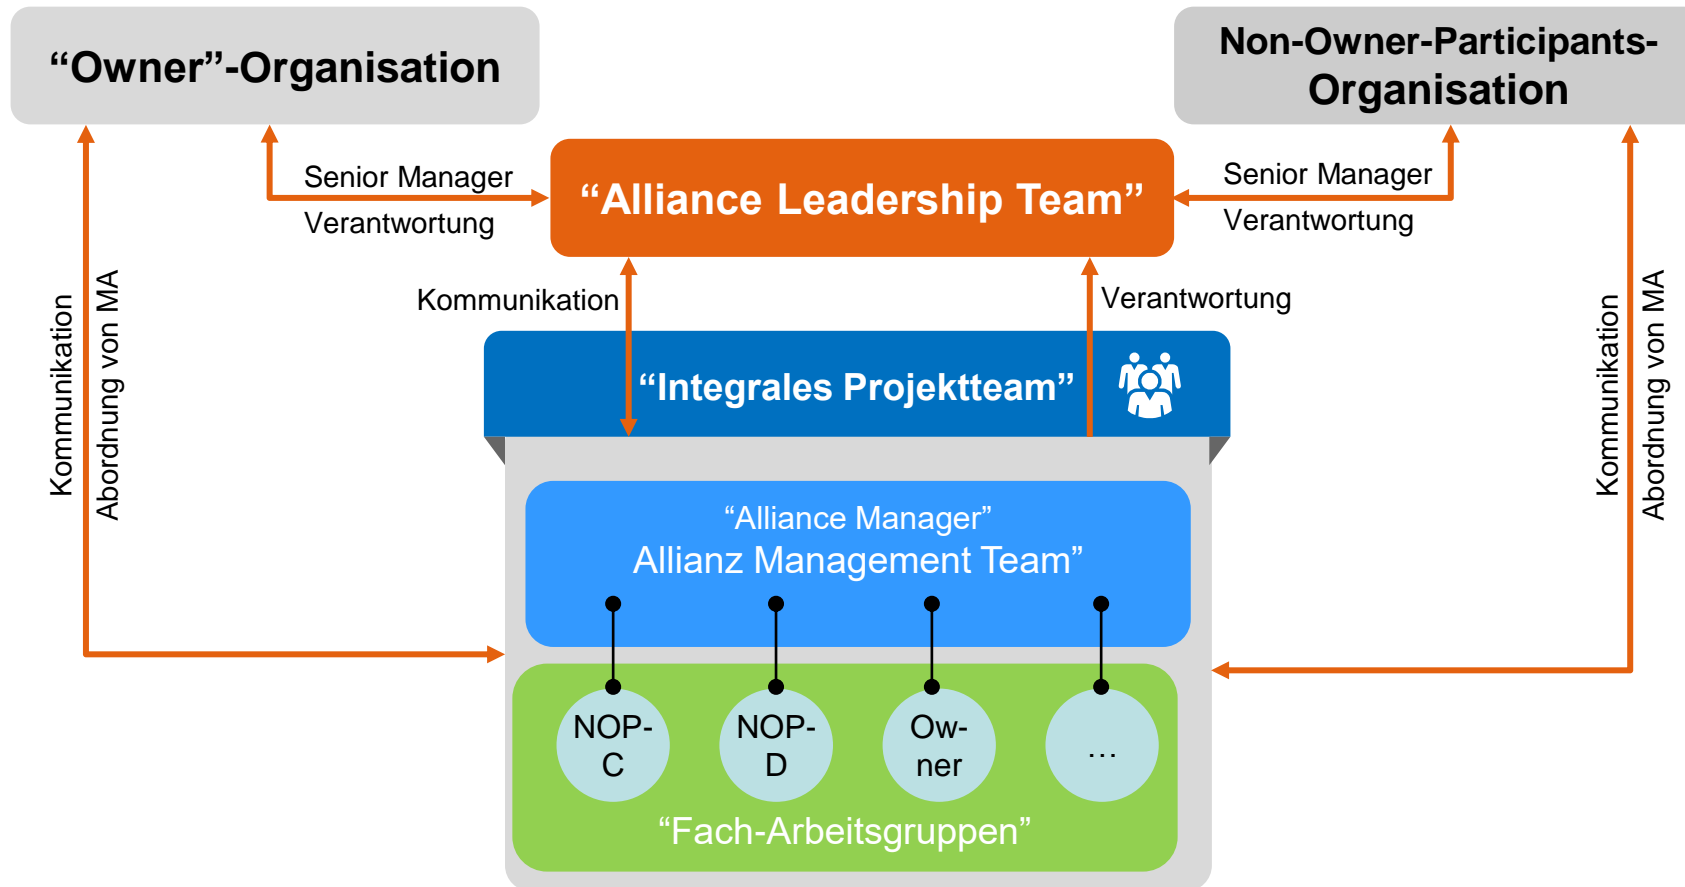 “Owner”-Organisation
Non-Owner-Participants-
Organisation
“Alliance Leadership Team”
Senior Manager
Verantwortung
Senior Manager
Verantwortung
Kommunikation
Verantwortung
Kommunikation
Abordnung von MA
Kommunikation
Abordnung von MA
“Integrales Projektteam”
“Alliance Manager”
Allianz Management Team”
NOP-
C
NOP-
D
Ow-
ner
…
“Fach-Arbeitsgruppen”